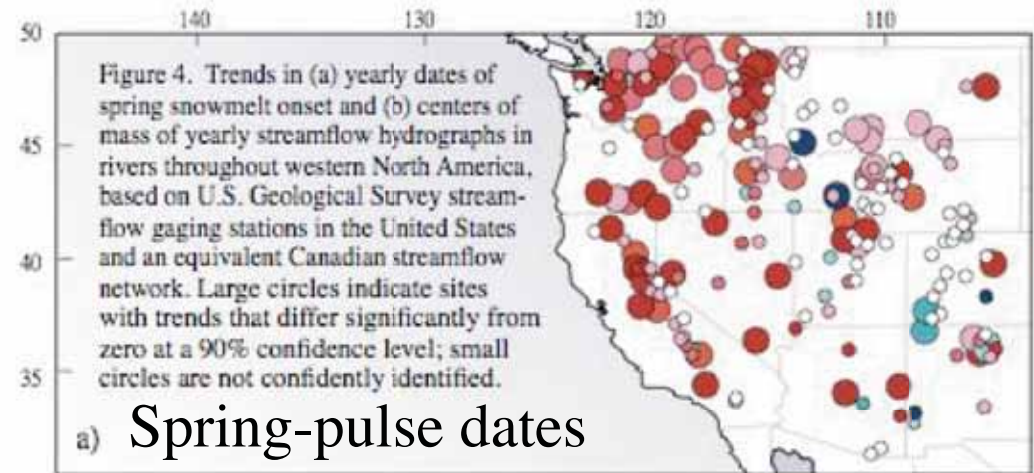 140 130 120 110
50
Figure 4. Trends in (a) yearly dates of
spring snowmelt onset and (b) centers of
mass of yearly streamflow hydrographs in
rivers throughout western North America,
based on U.S. Geological Survey stream-
flow gaging stations in the United States
and an equivalent Canadian streamflow
network. Large circles indicate sites
with trends that differ significantly from
zero at a 90% confidence level; small
circles are not confidently identified.
45
40
35
a) Spring-pulse dates